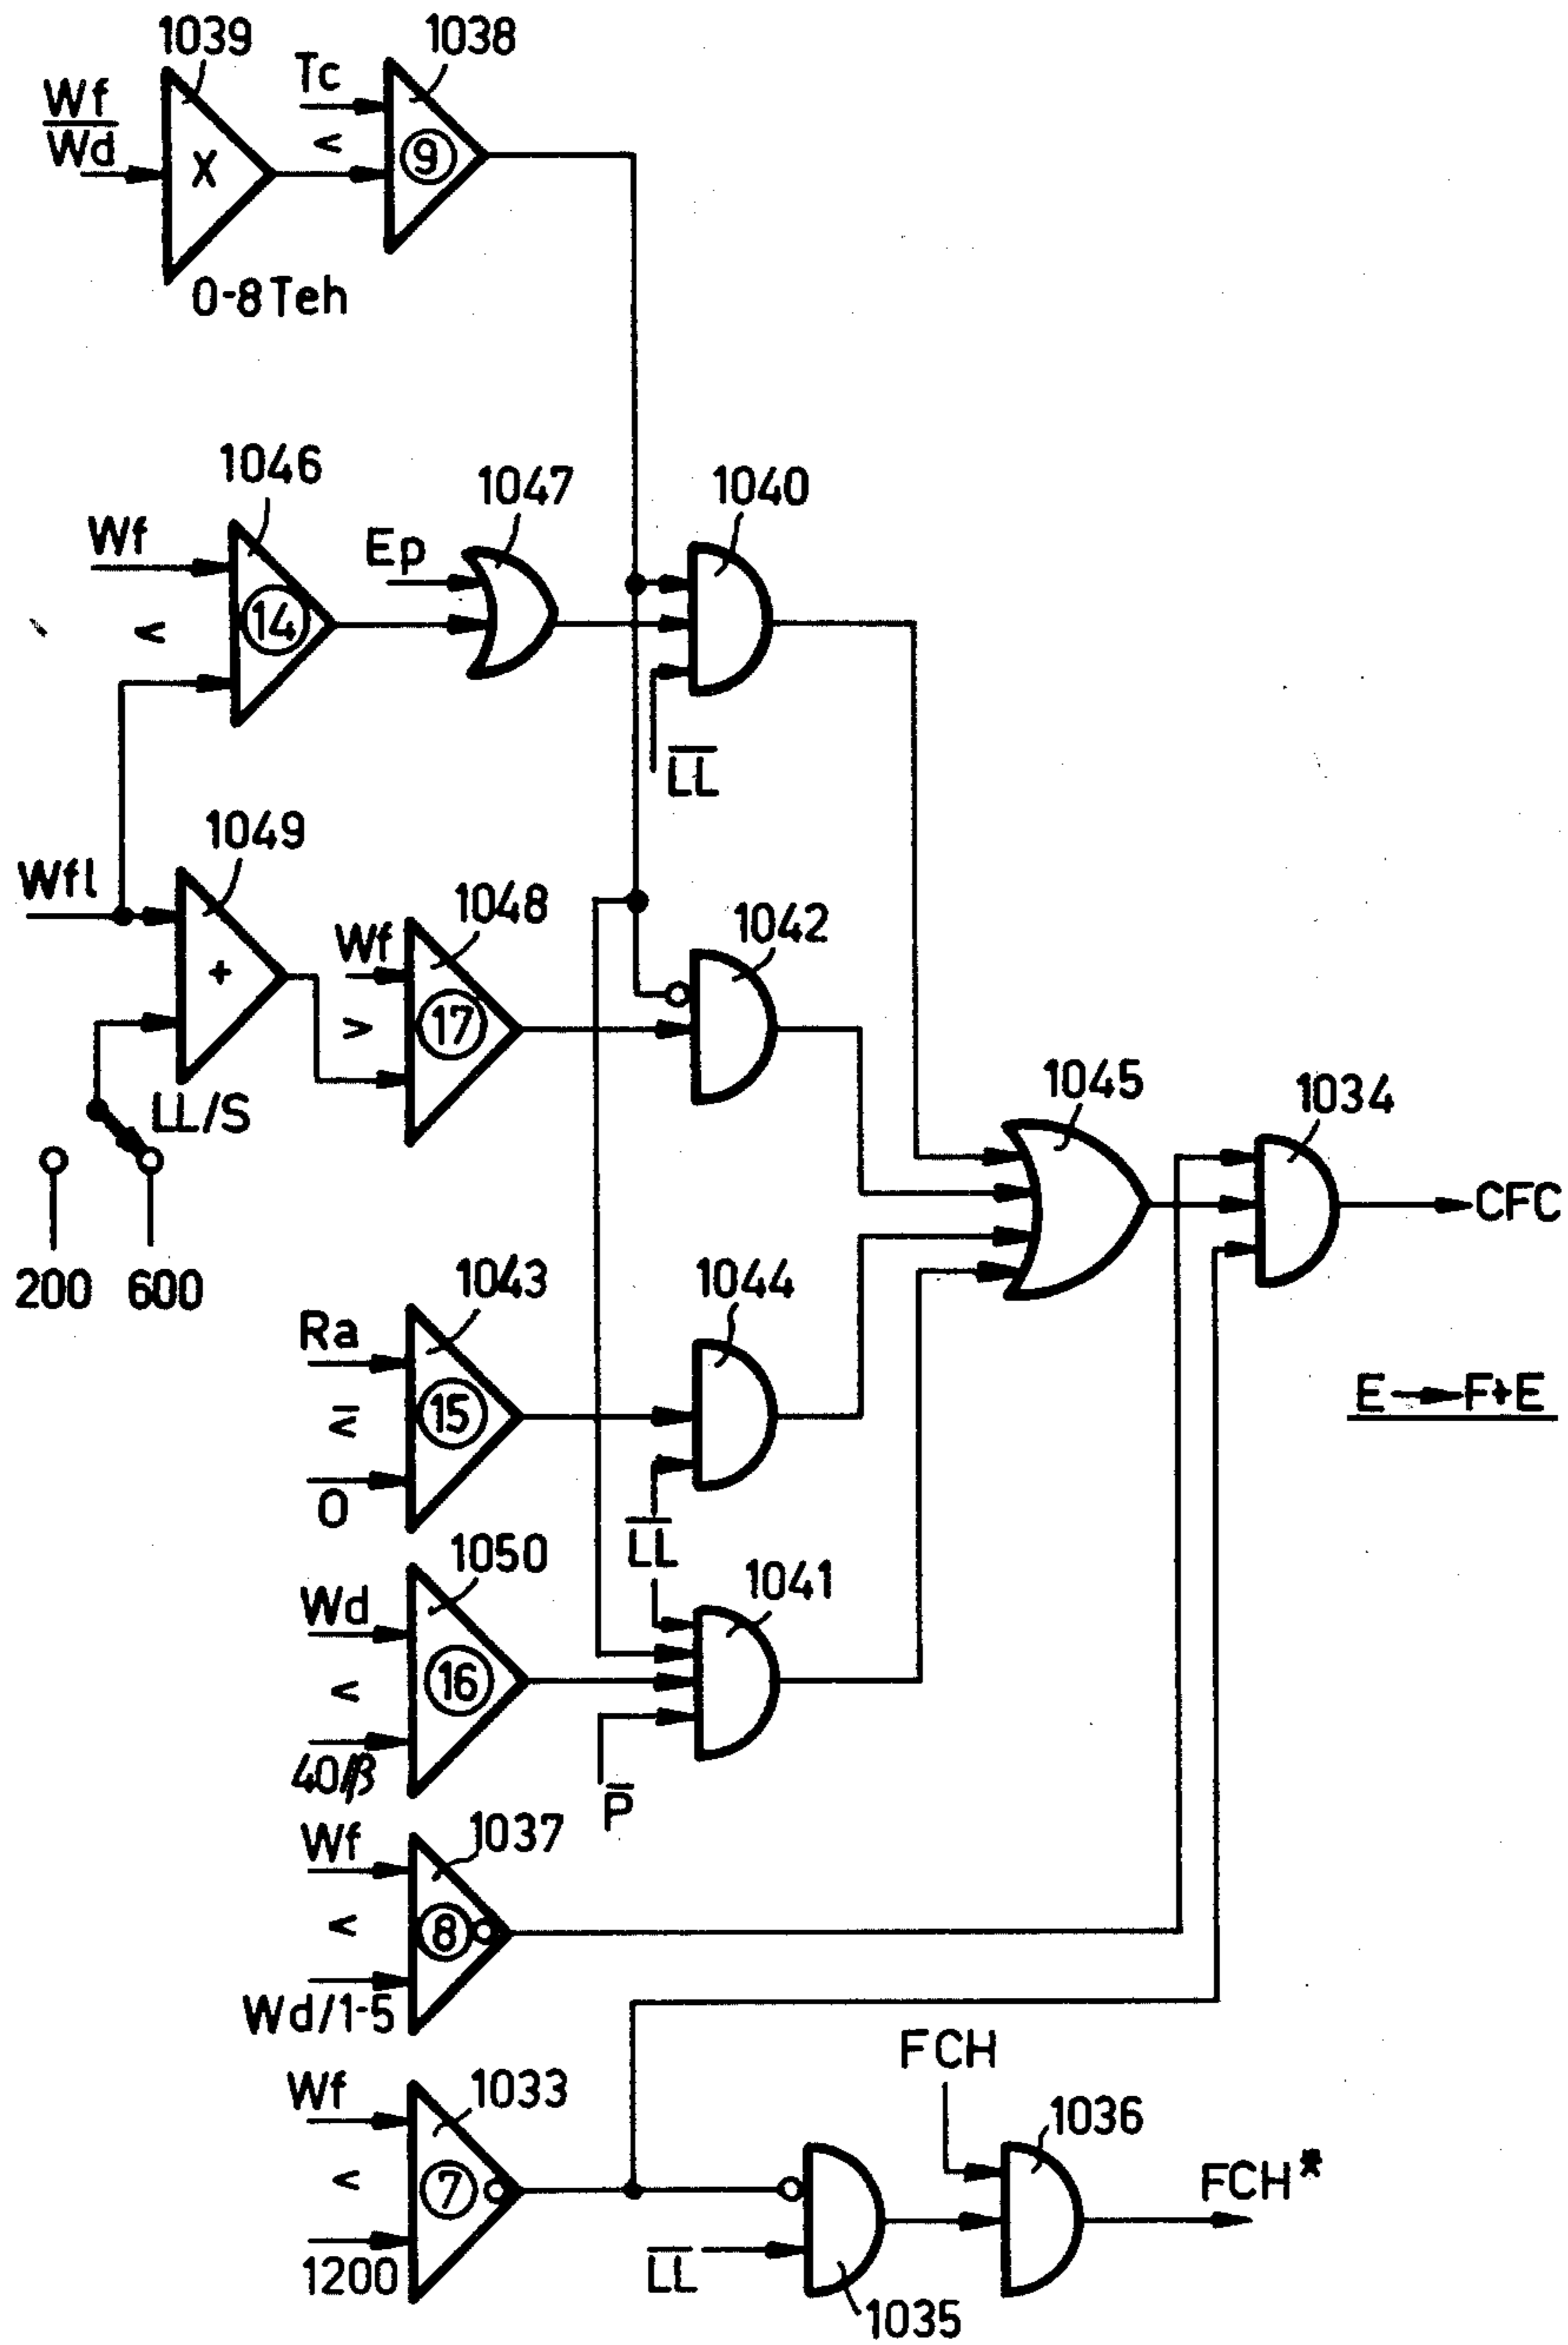 1039
1038
Tc
Wf
Wd
<
X
9
0-8Teh
1046
1047
1040
Wf
Ep
<
14
LL
1049
Wfl
1048
1042
Wf
+
>
17
LL/S
1045
1034
CFC
200 600
1043
1044
Ra
<
15
E→F+E
0
LL
1050
1041
Wd
<
16
40/β
P
1037
Wf
<
8
Wd/1-5
FCH
1033
Wf
1036
<
7
FCH*
1200
LL
1035